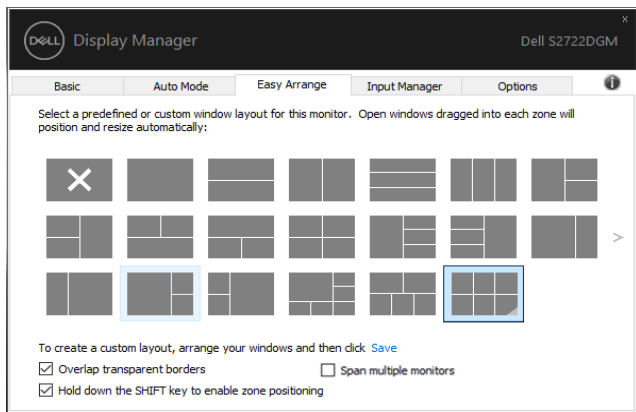 x
DELL Display Manager Dell S2722DGM
Basic Auto Mode Easy Arrange Input Manager Options i
Select a predefined or custom window layout for this monitor. Open windows dragged into each zone will
position and resize automatically:
>
To create a custom layout, arrange your windows and then click Save
Overlap transparent borders Span multiple monitors
Hold down the SHIFT key to enable zone positioning